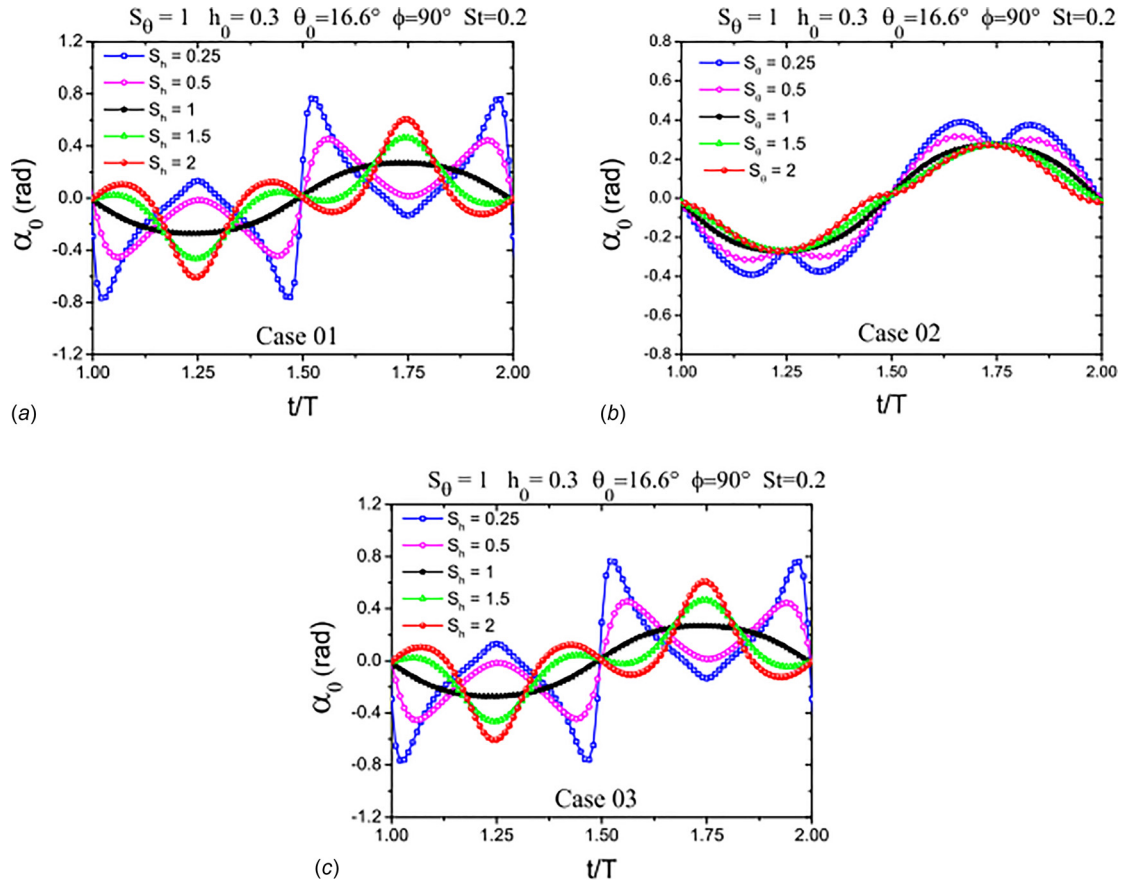 S_θ = 1 h_0 = 0.3 θ_0=16.6° ϕ=90° St=0.2
1.2
0.8
0.4
0.0
-0.4
-0.8
-1.2
α_0 (rad)
S_h = 0.25
S_h = 0.5
S_h = 1
S_h = 1.5
S_h = 2
Case 01
1.00 1.25 1.50 1.75 2.00
t/T
(a)
S_θ = 1 h_0 = 0.3 θ_0=16.6° ϕ=90° St=0.2
0.8
0.6
0.4
0.2
0.0
-0.2
-0.4
-0.6
-0.8
α_0 (rad)
S_θ = 0.25
S_θ = 0.5
S_θ = 1
S_θ = 1.5
S_θ = 2
Case 02
1.00 1.25 1.50 1.75 2.00
t/T
(b)
S_θ = 1 h_0 = 0.3 θ_0=16.6° ϕ=90° St=0.2
1.2
0.8
0.4
0.0
-0.4
-0.8
-1.2
α_0 (rad)
S_h = 0.25
S_h = 0.5
S_h = 1
S_h = 1.5
S_h = 2
Case 03
1.00 1.25 1.50 1.75 2.00
t/T
(c)